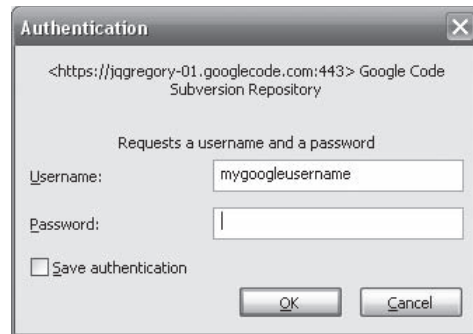 Authentication
<https://jqgregory-01.googlecode.com:443> Google Code
Subversion Repository
Requests a username and a password
Username:
mygoogleusername
Password:
Save authentication
OK
Cancel